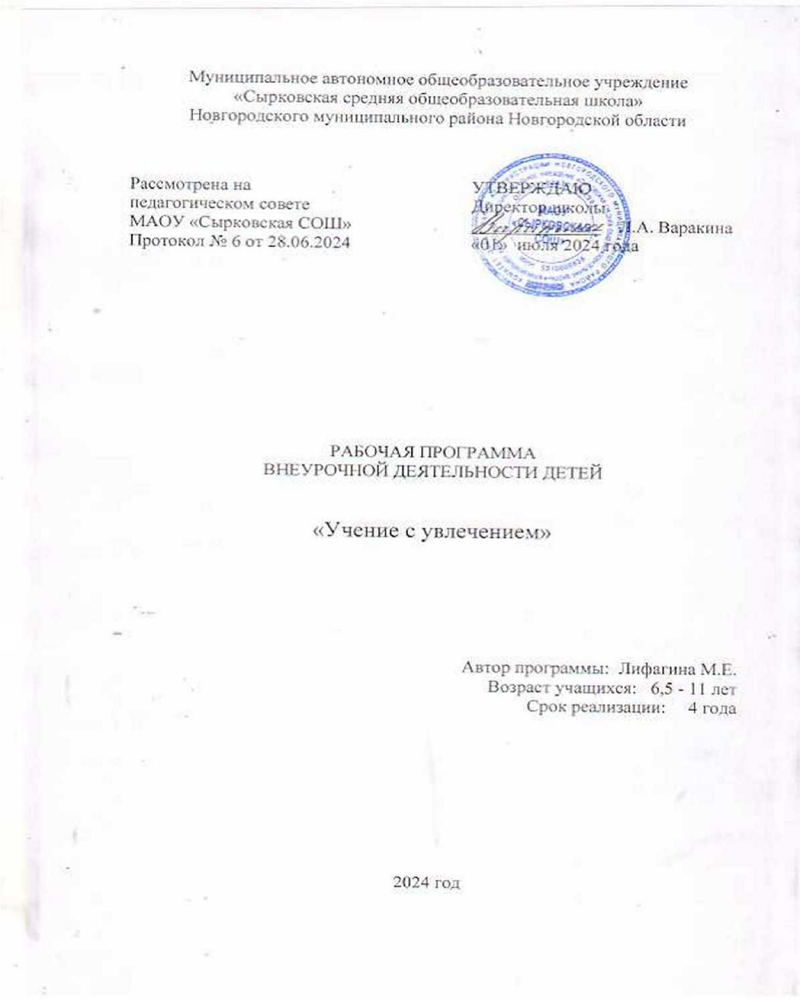 Муниципальное автономное общеобразовательное учреждение
«Сырковская средняя общеобразовательная школа»
Новгородского муниципального района Новгородской области
Рассмотрена на
педагогическом совете
МАОУ «Сырковская СОШ»
Протокол № 6 от 28.06.2024
УТВЕРЖДАЮ
Директор школы
.А. Варакина
«01» июля 2024 года
МАОУ
«СЫРКОВСКАЯ
СОШ»
РАБОЧАЯ ПРОГРАММА
ВНЕУРОЧНОЙ ДЕЯТЕЛЬНОСТИ ДЕТЕЙ
«Учение с увлечением»
Автор программы: Лифагина М.Е.
Возраст учащихся: 6,5 - 11 лет
Срок реализации: 4 года
2024 год